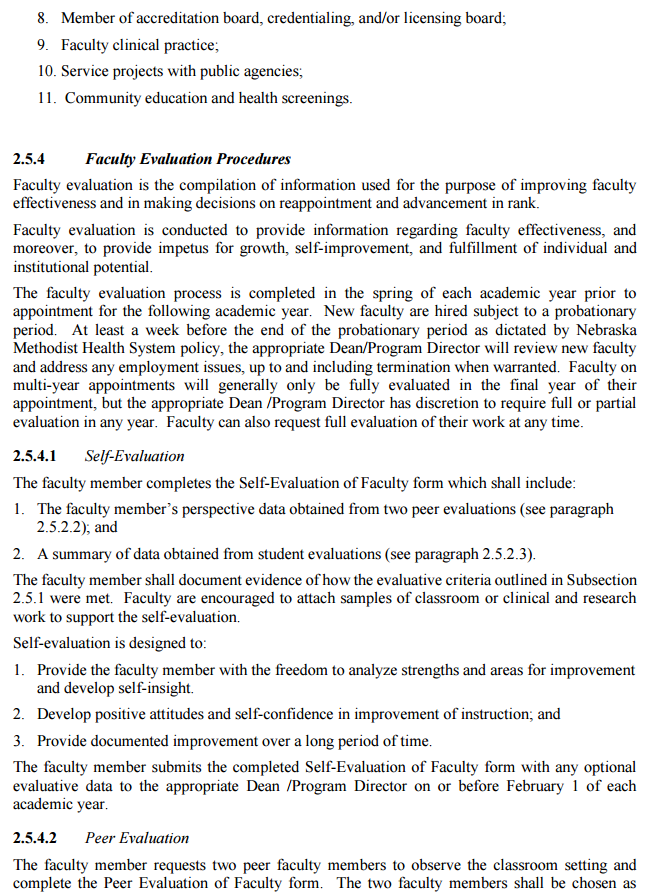 8. Member of accreditation board, credentialing, and/or licensing board;
9. Faculty clinical practice;
10. Service projects with public agencies;
11. Community education and health screenings.
2.5.4 Faculty Evaluation Procedures
Faculty evaluation is the compilation of information used for the purpose of improving faculty
effectiveness and in making decisions on reappointment and advancement in rank.
Faculty evaluation is conducted to provide information regarding faculty effectiveness, and
moreover, to provide impetus for growth, self-improvement, and fulfillment of individual and
institutional potential.
The faculty evaluation process is completed in the spring of each academic year prior to
appointment for the following academic year. New faculty are hired subject to a probationary
period. At least a week before the end of the probationary period as dictated by Nebraska
Methodist Health System policy, the appropriate Dean/Program Director will review new faculty
and address any employment issues, up to and including termination when warranted. Faculty on
multi-year appointments will generally only be fully evaluated in the final year of their
appointment, but the appropriate Dean /Program Director has discretion to require full or partial
evaluation in any year. Faculty can also request full evaluation of their work at any time.
2.5.4.1 Self-Evaluation
The faculty member completes the Self-Evaluation of Faculty form which shall include:
1. The faculty member's perspective data obtained from two peer evaluations (see paragraph
2.5.2.2); and
2. A summary of data obtained from student evaluations (see paragraph 2.5.2.3).
The faculty member shall document evidence of how the evaluative criteria outlined in Subsection
2.5.1 were met. Faculty are encouraged to attach samples of classroom or clinical and research
work to support the self-evaluation.
Self-evaluation is designed to:
1. Provide the faculty member with the freedom to analyze strengths and areas for improvement
and develop self-insight.
2. Develop positive attitudes and self-confidence in improvement of instruction; and
3. Provide documented improvement over a long period of time.
The faculty member submits the completed Self-Evaluation of Faculty form with any optional
evaluative data to the appropriate Dean /Program Director on or before February 1 of each
academic year.
2.5.4.2 Peer Evaluation
The faculty member requests two peer faculty members to observe the classroom setting and
complete the Peer Evaluation of Faculty form. The two faculty members shall be chosen as